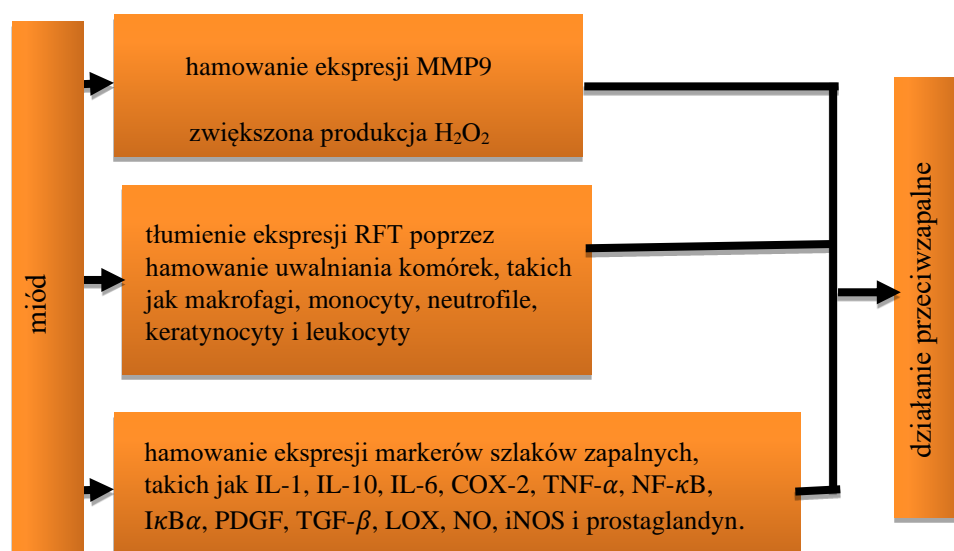 miód
hamowanie ekspresji MMP9
zwiększona produkcja H₂O₂
tłumienie ekspresji RFT poprzez
hamowanie uwalniania komórek, takich
jak makrofagi, monocyty, neutrofile,
keratynocyty i leukocyty
hamowanie ekspresji markerów szlaków zapalnych,
takich jak IL-1, IL-10, IL-6, COX-2, TNF-α, NF-κB,
IκBα, PDGF, TGF-β, LOX, NO, iNOS i prostaglandyn.
działanie przeciwzapalne